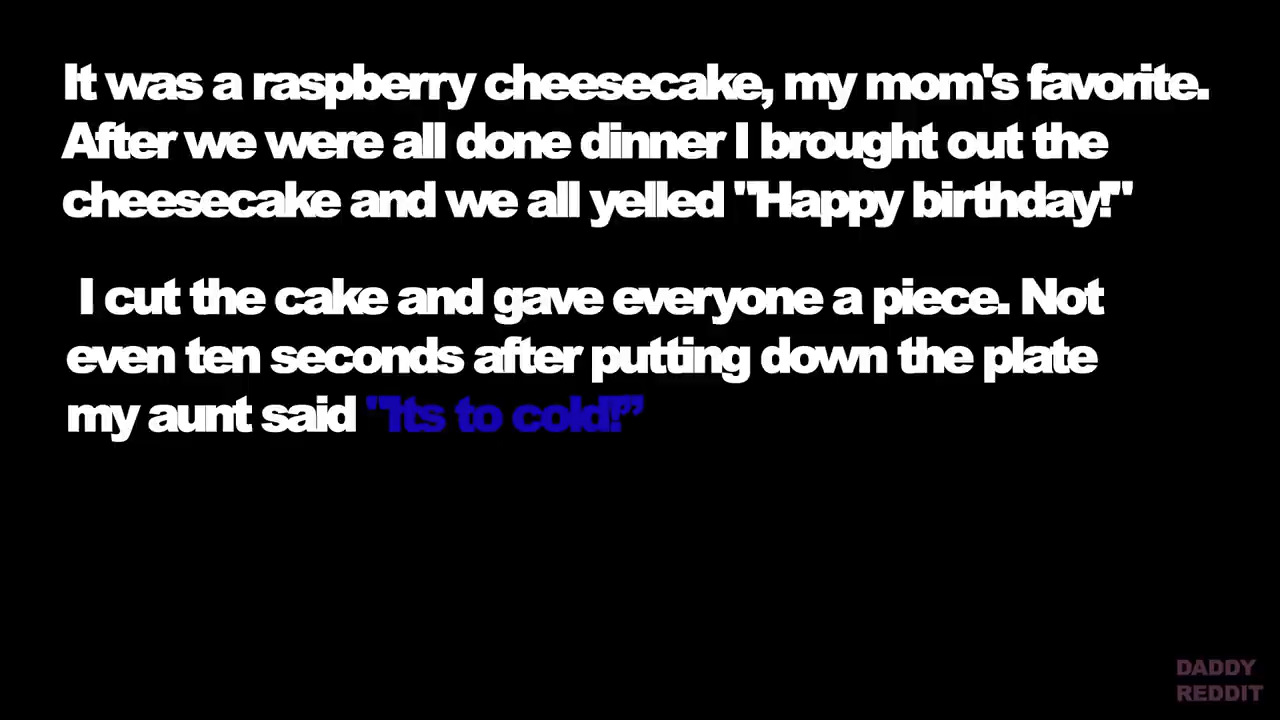 It was a raspberry cheesecake, my mom's favorite.
After we were all done dinner I brought out the
cheesecake and we all yelled "Happy birthday!"
I cut the cake and gave everyone a piece. Not
even ten seconds after putting down the plate
my aunt said "Its to cold!”
DADDY
REDDIT